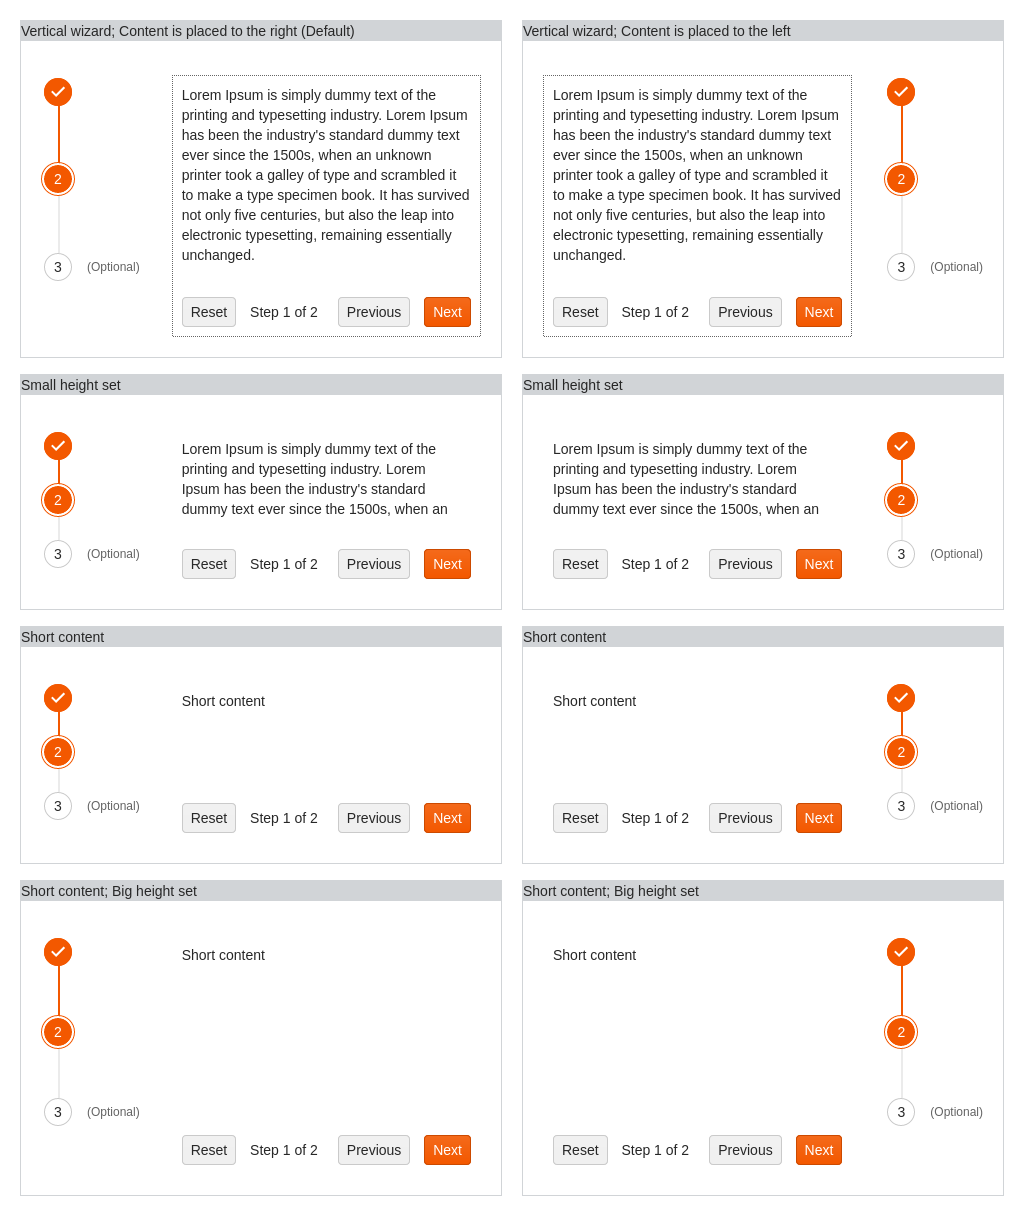 Vertical wizard; Content is placed to the right (Default)
Lorem Ipsum is simply dummy text of the
printing and typesetting industry. Lorem Ipsum
has been the industry's standard dummy text
ever since the 1500s, when an unknown
printer took a galley of type and scrambled it
to make a type specimen book. It has survived
not only five centuries, but also the leap into
electronic typesetting, remaining essentially
unchanged.
2
3 (Optional)
Reset Step 1 of 2 Previous Next
Vertical wizard; Content is placed to the left
Lorem Ipsum is simply dummy text of the
printing and typesetting industry. Lorem Ipsum
has been the industry's standard dummy text
ever since the 1500s, when an unknown
printer took a galley of type and scrambled it
to make a type specimen book. It has survived
not only five centuries, but also the leap into
electronic typesetting, remaining essentially
unchanged.
2
3 (Optional)
Reset Step 1 of 2 Previous Next
Small height set
Lorem Ipsum is simply dummy text of the
printing and typesetting industry. Lorem
Ipsum has been the industry's standard
dummy text ever since the 1500s, when an
2
3 (Optional)
Reset Step 1 of 2 Previous Next
Small height set
Lorem Ipsum is simply dummy text of the
printing and typesetting industry. Lorem
Ipsum has been the industry's standard
dummy text ever since the 1500s, when an
2
3 (Optional)
Reset Step 1 of 2 Previous Next
Short content
Short content
2
3 (Optional)
Reset Step 1 of 2 Previous Next
Short content
Short content
2
3 (Optional)
Reset Step 1 of 2 Previous Next
Short content; Big height set
Short content
2
3 (Optional)
Reset Step 1 of 2 Previous Next
Short content; Big height set
Short content
2
3 (Optional)
Reset Step 1 of 2 Previous Next